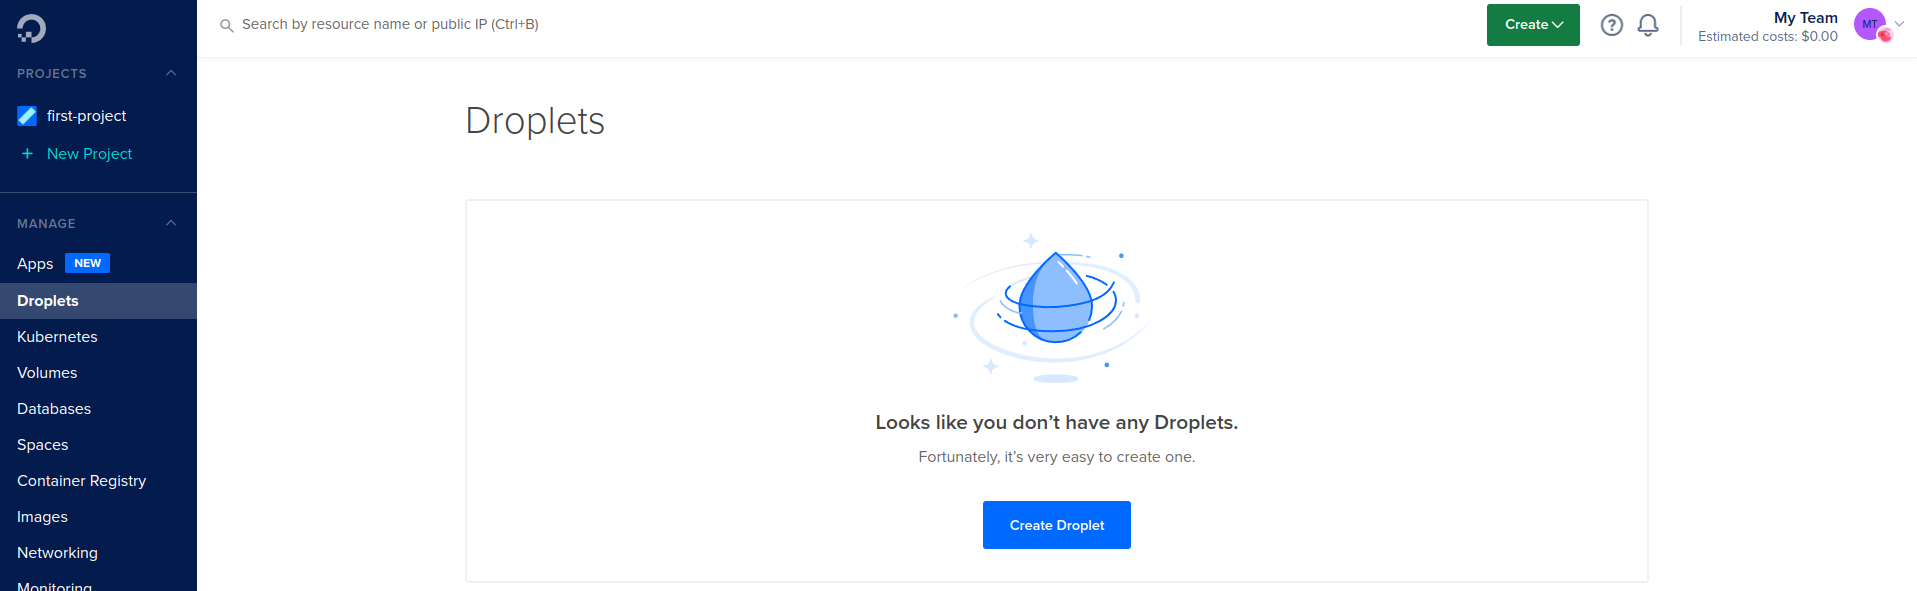 Search by resource name or public IP (Ctrl+B)
Create
?
My Team
Estimated costs: $0.00
MT
PROJECTS
first-project
+ New Project
MANAGE
Apps NEW
Droplets
Kubernetes
Volumes
Databases
Spaces
Container Registry
Images
Networking
Monitoring
Droplets
Looks like you don’t have any Droplets.
Fortunately, it’s very easy to create one.
Create Droplet